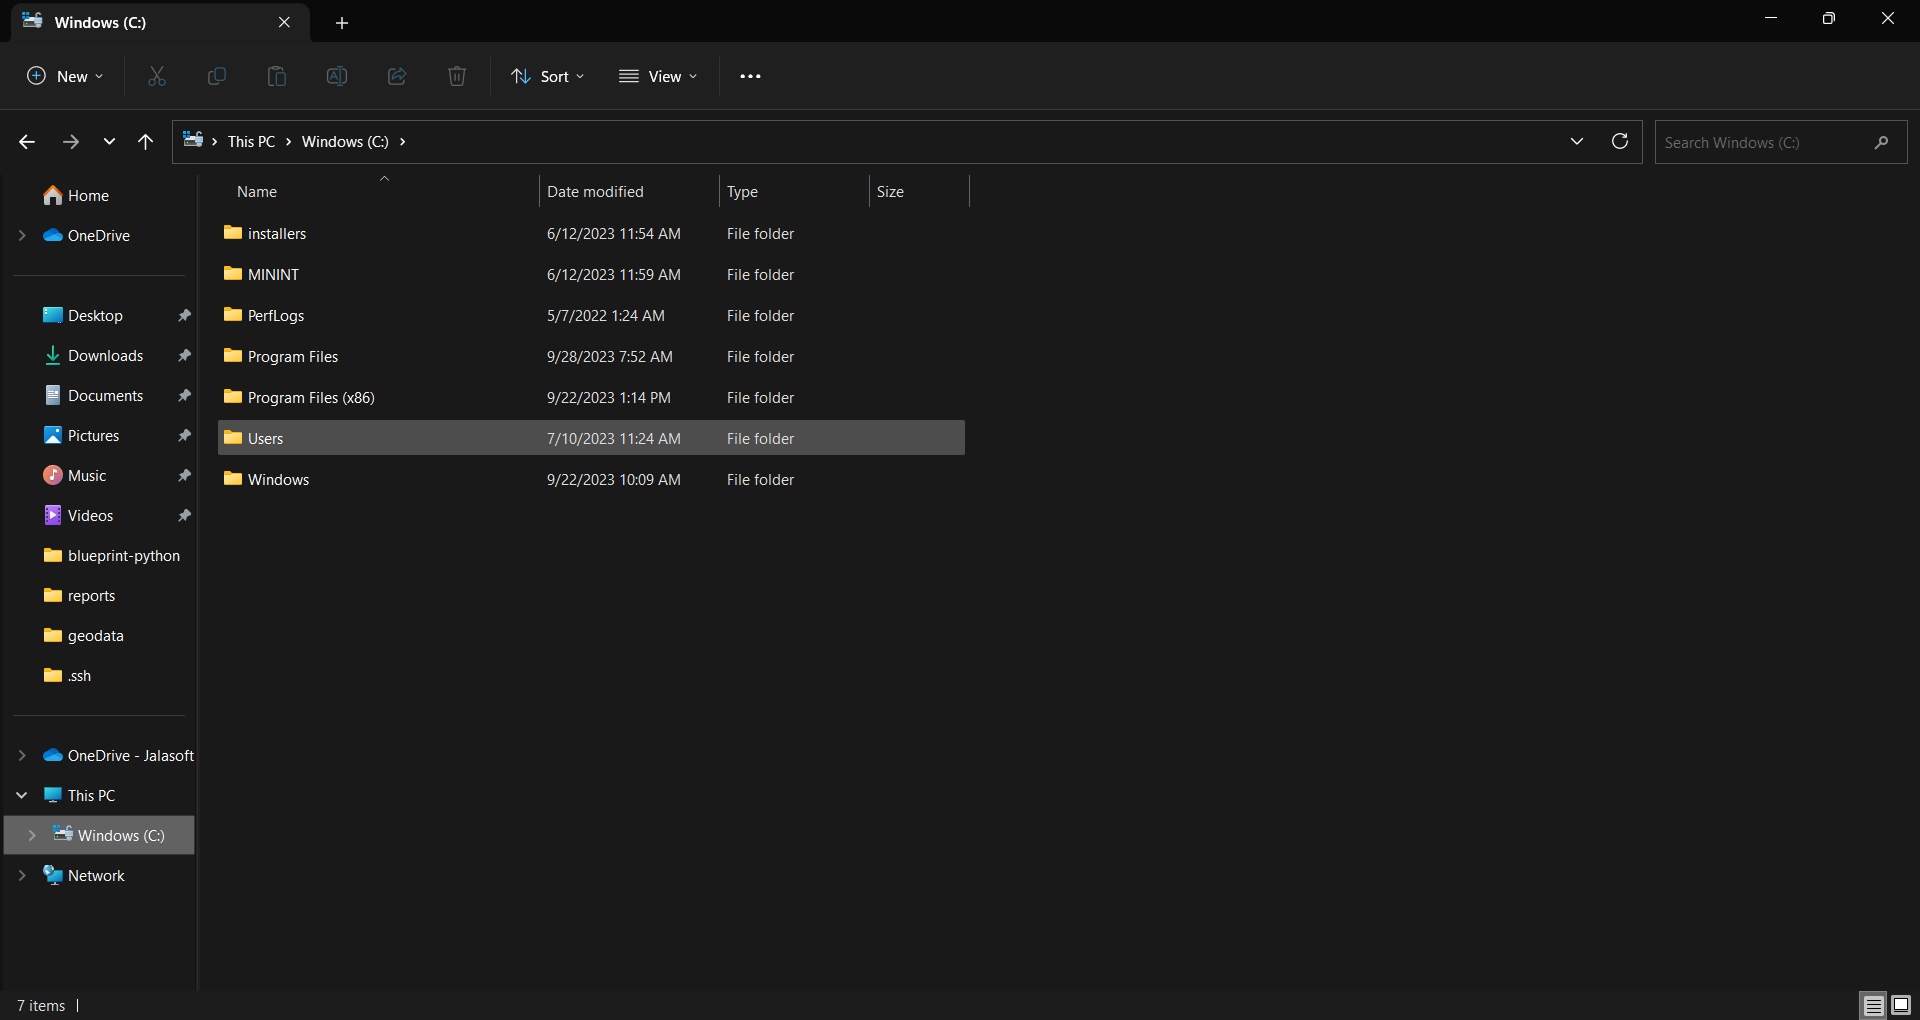 Windows (C:)
New
Sort
View
This PC
Windows (C:)
Search Windows (C:)
Home
OneDrive
Desktop
Downloads
Documents
Pictures
Music
Videos
blueprint-python
reports
geodata
.ssh
OneDrive - Jalasoft
This PC
Windows (C:)
Network
Name Date modified Type Size
installers 6/12/2023 11:54 AM File folder
MININT 6/12/2023 11:59 AM File folder
PerfLogs 5/7/2022 1:24 AM File folder
Program Files 9/28/2023 7:52 AM File folder
Program Files (x86) 9/22/2023 1:14 PM File folder
Users 7/10/2023 11:24 AM File folder
Windows 9/22/2023 10:09 AM File folder
7 items